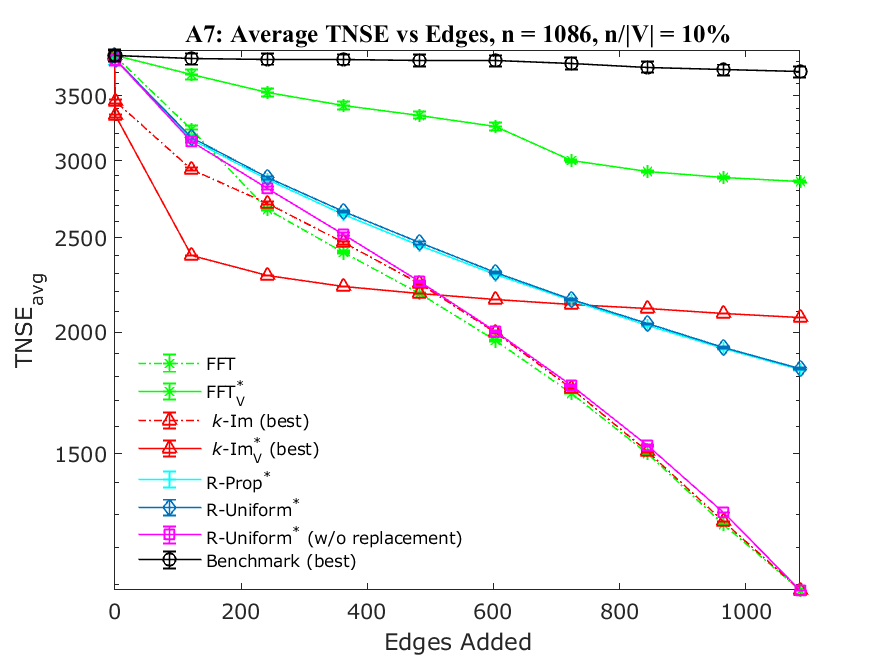 A7: Average TNSE vs Edges, n = 1086, n/|V| = 10%
3500
3000
2500
2000
1500
TNSE_avg
FFT
FFT*_V
k-Im (best)
k-Im*_V (best)
R-Prop*
R-Uniform*
R-Uniform* (w/o replacement)
Benchmark (best)
0 200 400 600 800 1000
Edges Added